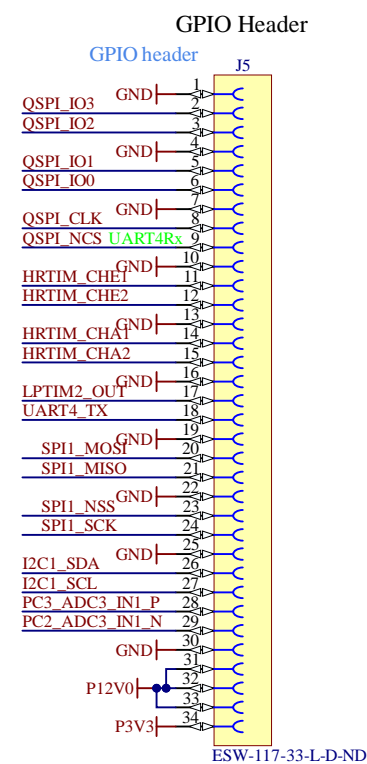 GPIO Header
GPIO header
J5
GND 1
QSPI_IO3 2
QSPI_IO2 3
GND 4
QSPI_IO1 5
QSPI_IO0 6
GND 7
QSPI_CLK 8
QSPI_NCS UART4Rx 9
GND 10
HRTIM_CHE1 11
HRTIM_CHE2 12
GND 13
HRTIM_CHA1 14
HRTIM_CHA2 15
GND 16
LPTIM2_OUT 17
UART4_TX 18
GND 19
SPI1_MOSI 20
SPI1_MISO 21
GND 22
SPI1_NSS 23
SPI1_SCK 24
GND 25
I2C1_SDA 26
I2C1_SCL 27
PC3_ADC3_IN1_P 28
PC2_ADC3_IN1_N 29
GND 30
31
P12V0 32
33
P3V3 34
ESW-117-33-L-D-ND